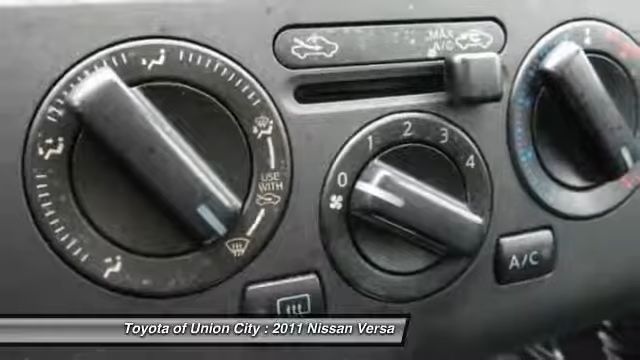 MAX
A/C
0 1 2 3 4
USE
WITH
A/C
Toyota of Union City : 2011 Nissan Versa